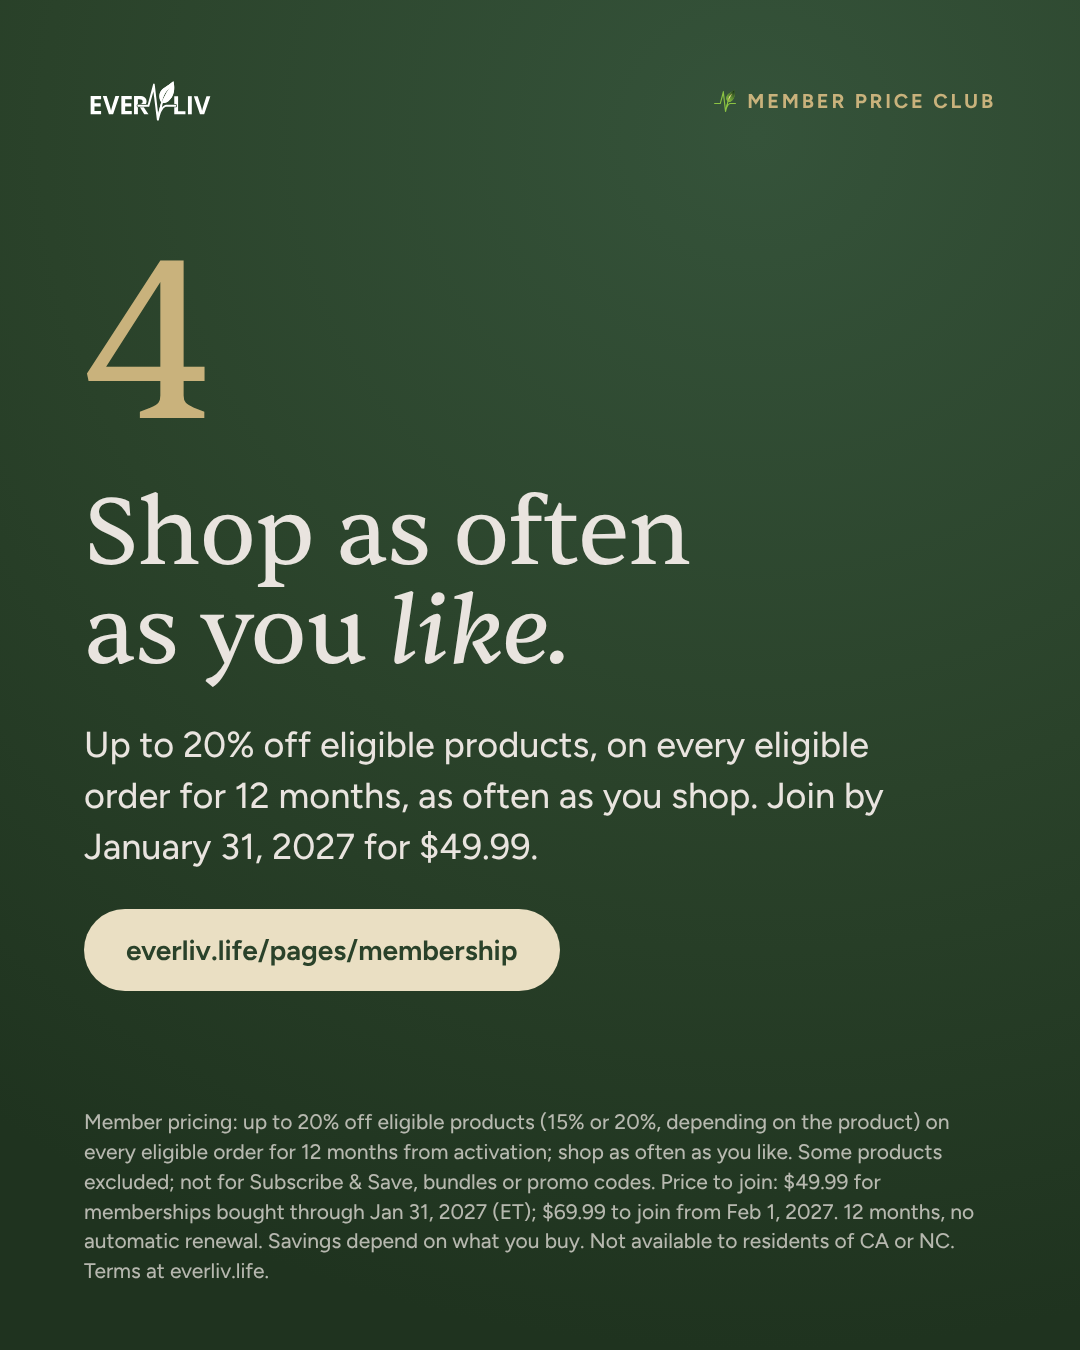 EVERLIV
MEMBER PRICE CLUB
4
Shop as often
as you like.
Up to 20% off eligible products, on every eligible
order for 12 months, as often as you shop. Join by
January 31, 2027 for $49.99.
everliv.life/pages/membership
Member pricing: up to 20% off eligible products (15% or 20%, depending on the product) on
every eligible order for 12 months from activation; shop as often as you like. Some products
excluded; not for Subscribe & Save, bundles or promo codes. Price to join: $49.99 for
memberships bought through Jan 31, 2027 (ET); $69.99 to join from Feb 1, 2027. 12 months, no
automatic renewal. Savings depend on what you buy. Not available to residents of CA or NC.
Terms at everliv.life.